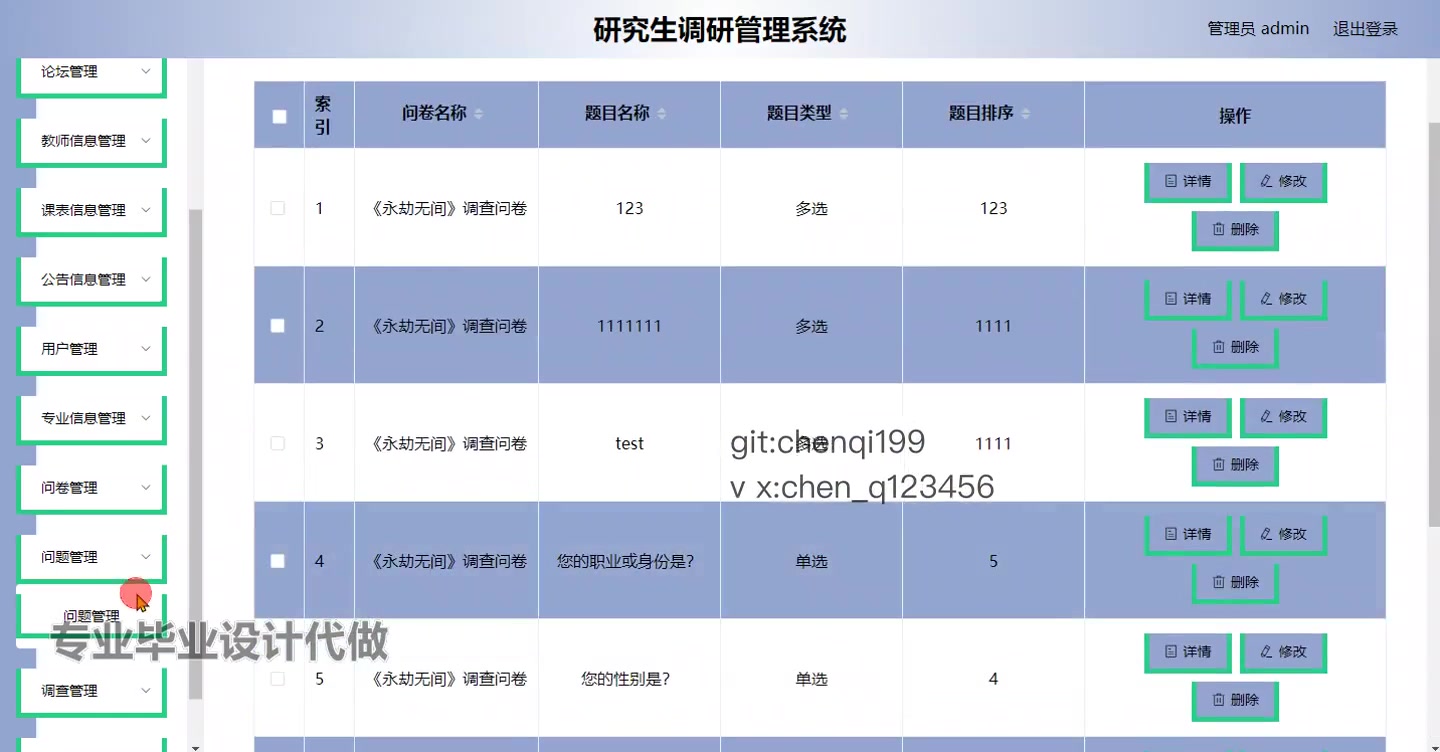 研究生调研管理系统
管理员 admin 退出登录
论坛管理
教师信息管理
课表信息管理
公告信息管理
用户管理
专业信息管理
问卷管理
问题管理
问题管理
调查管理
索引 问卷名称 题目名称 题目类型 题目排序 操作
1 《永劫无间》调查问卷 123 多选 123 详情 修改
删除
2 《永劫无间》调查问卷 1111111 多选 1111 详情 修改
删除
3 《永劫无间》调查问卷 test 多选 1111 详情 修改
删除
4 《永劫无间》调查问卷 您的职业或身份是? 单选 5 详情 修改
删除
5 《永劫无间》调查问卷 您的性别是? 单选 4 详情 修改
删除
git:chenqi199
v x:chen_q123456
专业毕业设计代做